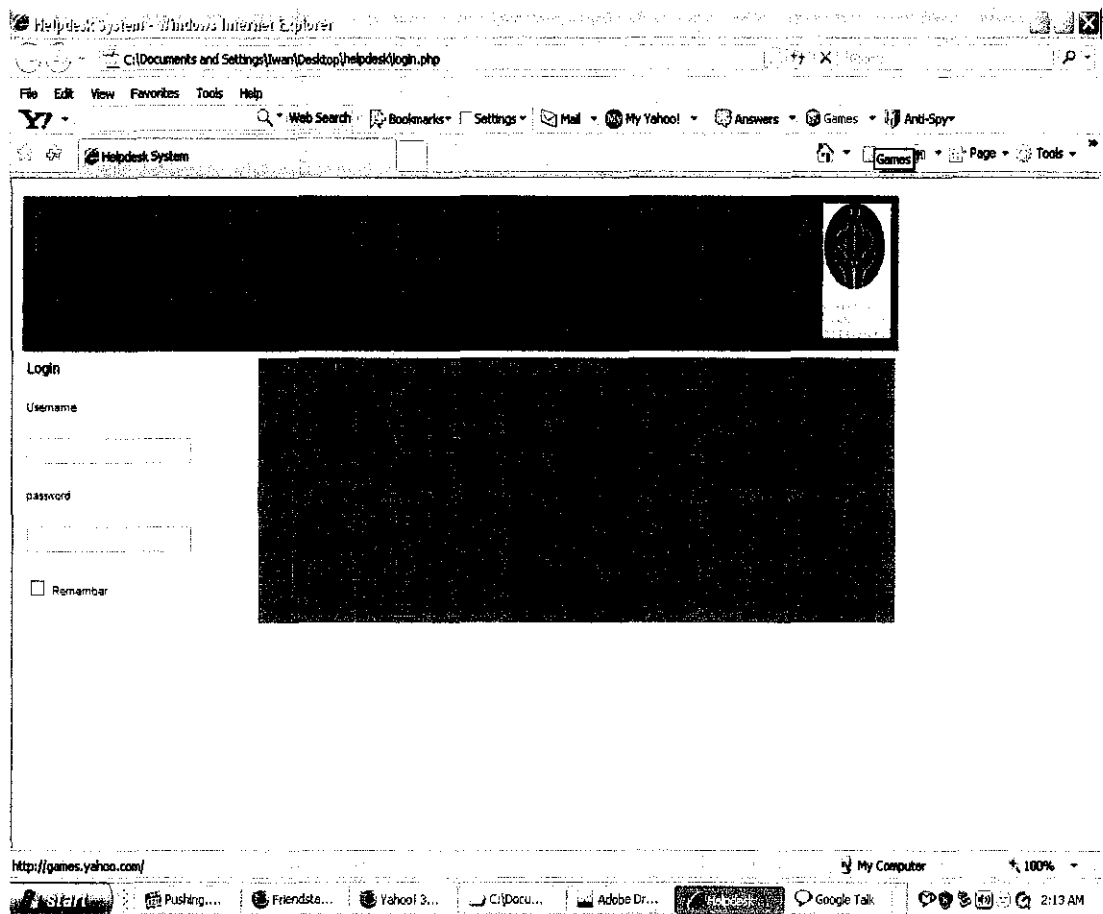 Helpdesk System - Windows Internet Explorer
C:\Documents and Settings\Iwan\Desktop\helpdesk\login.php
File Edit View Favorites Tools Help
Y! Web Search Bookmarks Settings Mail My Yahoo! Answers Games Anti-Spy
Helpdesk System Games Page Tools
Login
Username
password
Remember
http://games.yahoo.com/ My Computer 100%
start Pushing.... Friendsta... Yahoo! 3... C:\Docu... Adobe Dr... Helpdesk Google Talk 2:13 AM